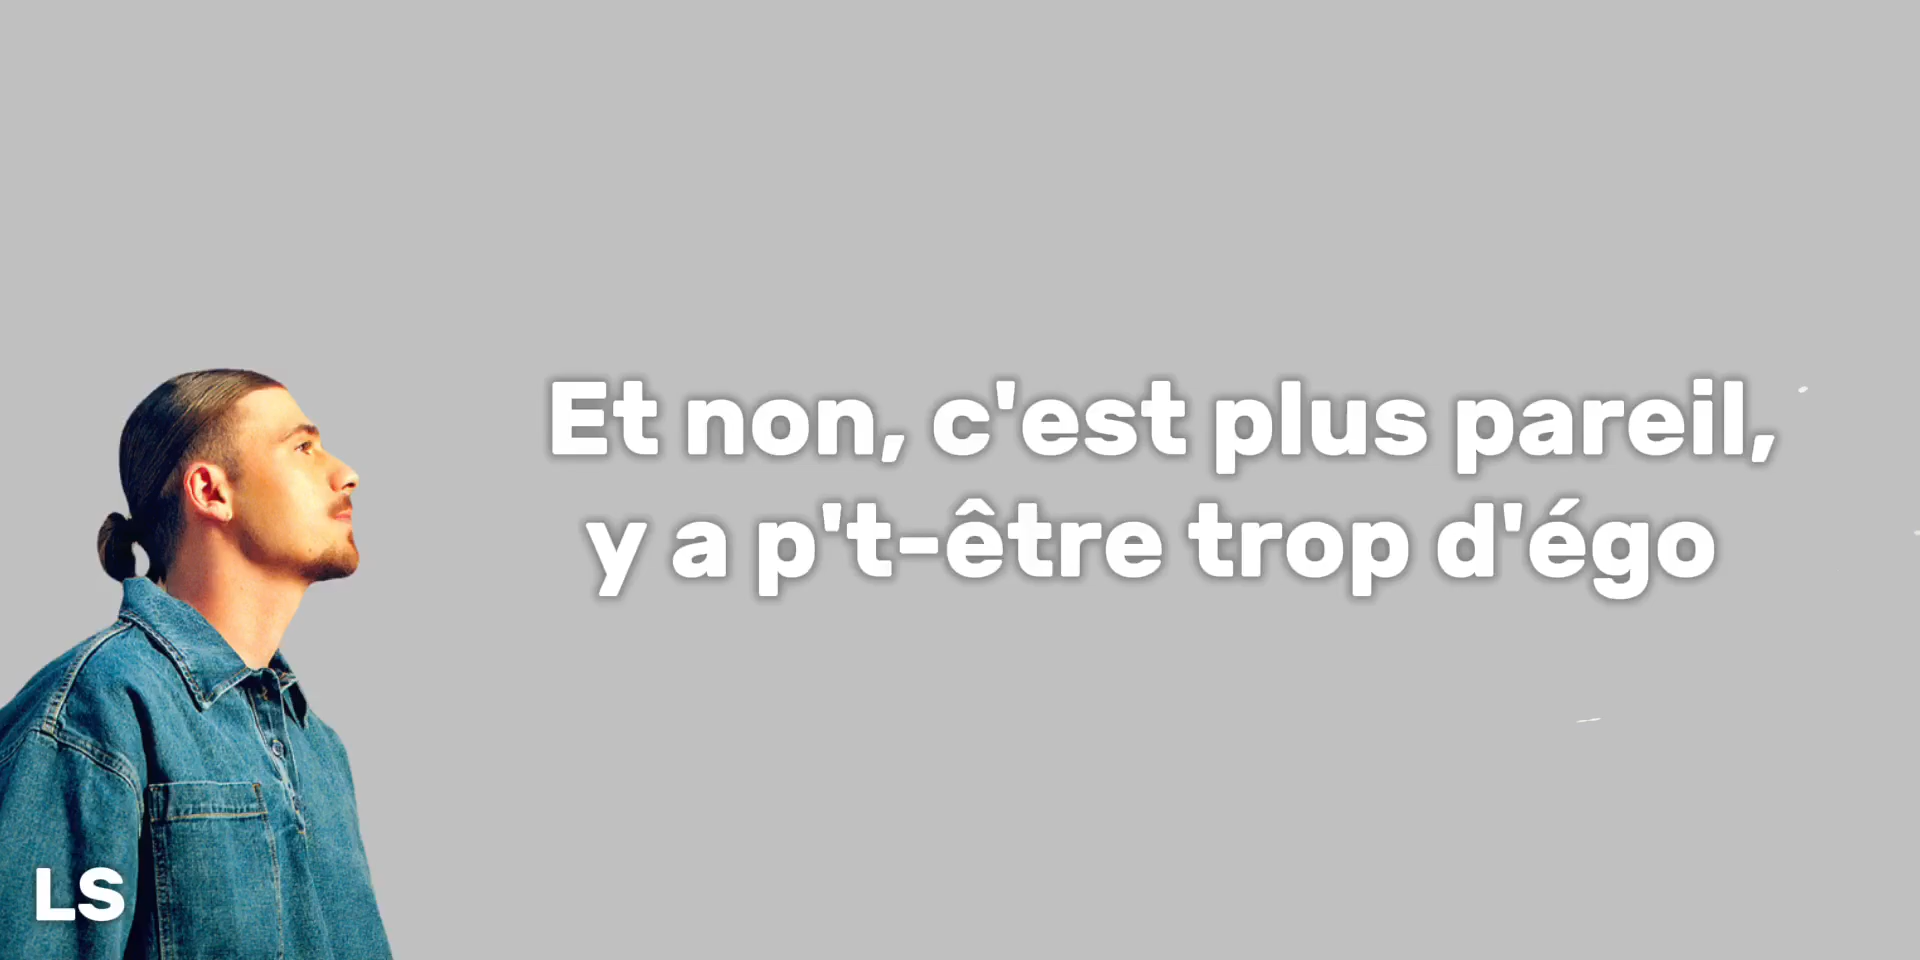 Et non, c'est plus pareil,
y a p't-être trop d'égo
LS